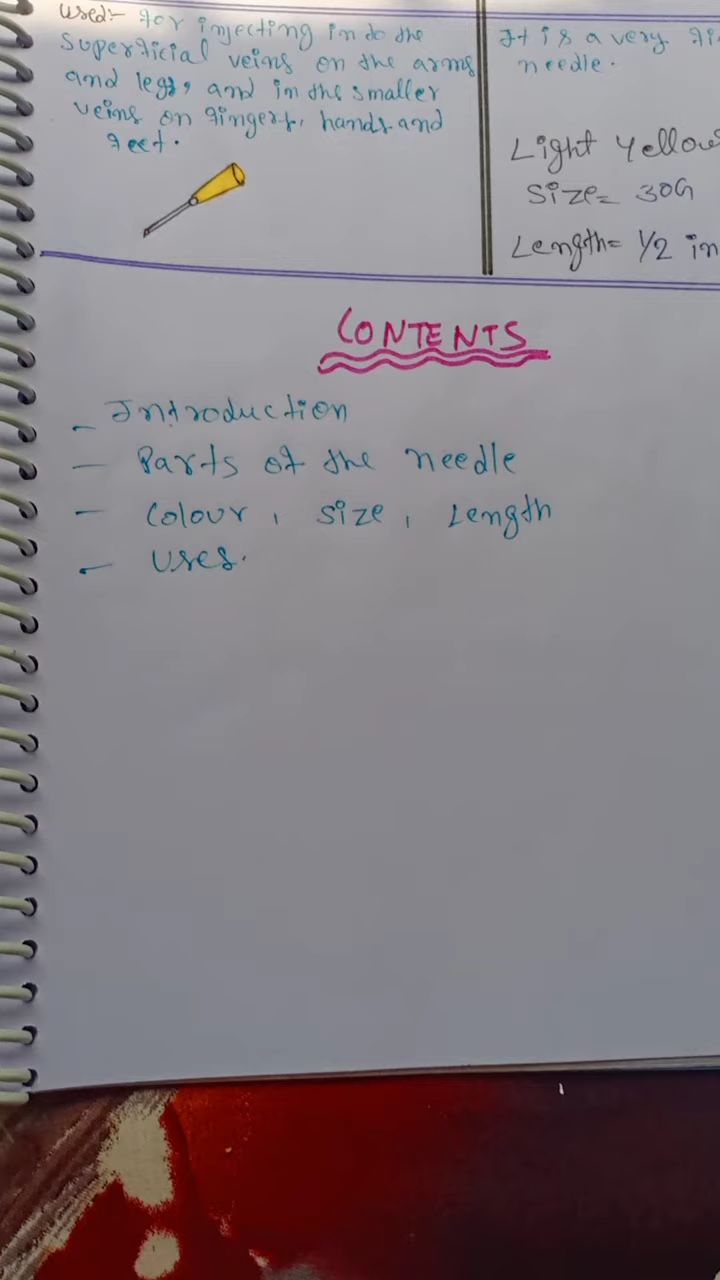 used:- for injecting in to the
superficial veins on the arms
and legs, and in the smaller
veins on fingers, hands and
feet.
It is a very
needle.
Light Yellow
Size= 30G
Length= 1/2 in
CONTENTS
- Introduction
- Parts of the needle
- Colour, Size, Length
- Uses.